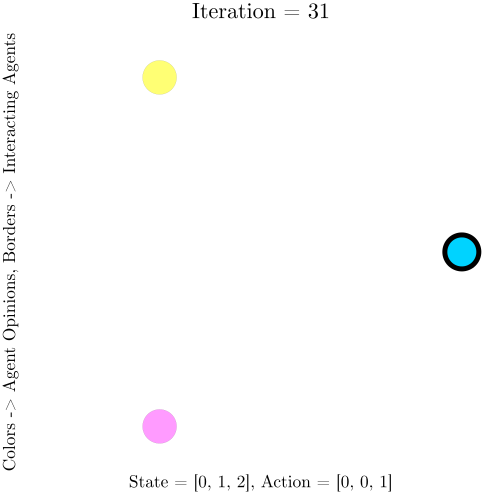 Iteration = 31
Colors -> Agent Opinions, Borders -> Interacting Agents
State = [0, 1, 2], Action = [0, 0, 1]